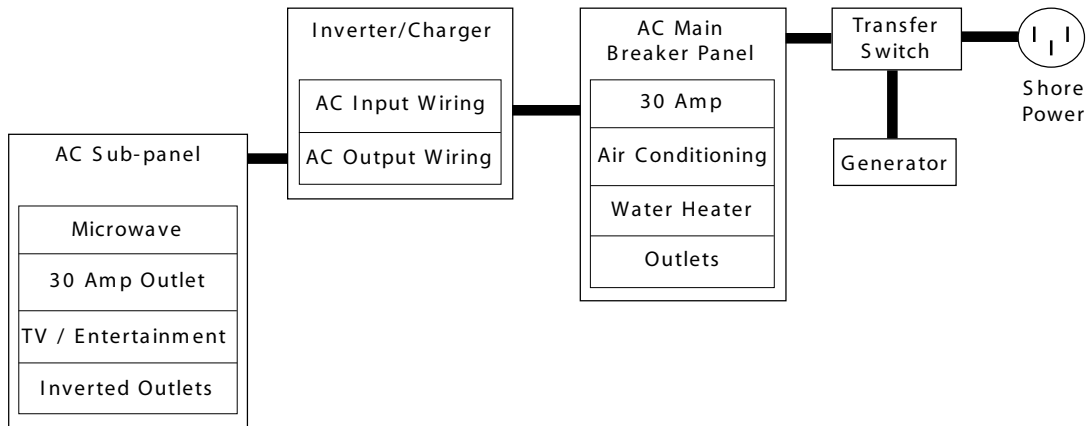 Inverter/Charger
AC Input Wiring
AC Output Wiring
AC Main
Breaker Panel
30 Amp
Air Conditioning
Water Heater
Outlets
Transfer
Switch
Generator
Shore
Power
AC Sub-panel
Microwave
30 Amp Outlet
TV / Entertainment
Inverted Outlets